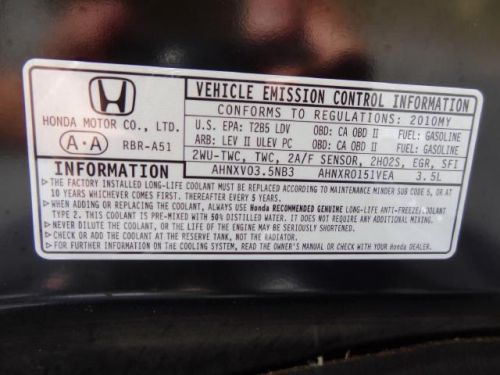 HONDA MOTOR CO., LTD.
A·A RBR-A51
VEHICLE EMISSION CONTROL INFORMATION
CONFORMS TO REGULATIONS: 2010MY
U.S. EPA: T2B5 LDV OBD: CA OBD II FUEL: GASOLINE
ARB: LEV II ULEV PC OBD: CA OBD II FUEL: GASOLINE
2WU-TWC, TWC, 2A/F SENSOR, 2HO2S, EGR, SFI
AHNXV03.5NB3 AHNXR0151VEA 3.5L
INFORMATION
▷ THE FACTORY INSTALLED LONG-LIFE COOLANT MUST BE REPLACED ACCORDING TO MAINTENANCE MINDER SUB CODE 5, OR AT
10 YEARS WHICHEVER COMES FIRST. THEREAFTER EVERY 5 YEARS.
▷ WHEN ADDING OR REPLACING COOLANT, ALWAYS USE Honda RECOMMENDED GENUINE LONG-LIFE ANTI-FREEZE/COOLANT
TYPE 2. THIS COOLANT IS PRE-MIXED WITH 50% DISTILLED WATER. IT DOES NOT REQUIRE ANY ADDITIONAL MIXING.
OTHERWISE, THE LIFE OF THE ENGINE MAY BE SERIOUSLY SHORTENED.
▷ CHECK OR ADD THE COOLANT AT THE RESERVE TANK, NOT THE RADIATOR.
▷ FOR FURTHER INFORMATION ON THE COOLING SYSTEM, READ THE OWNER'S MANUAL OR CHECK WITH YOUR Honda DEALER.